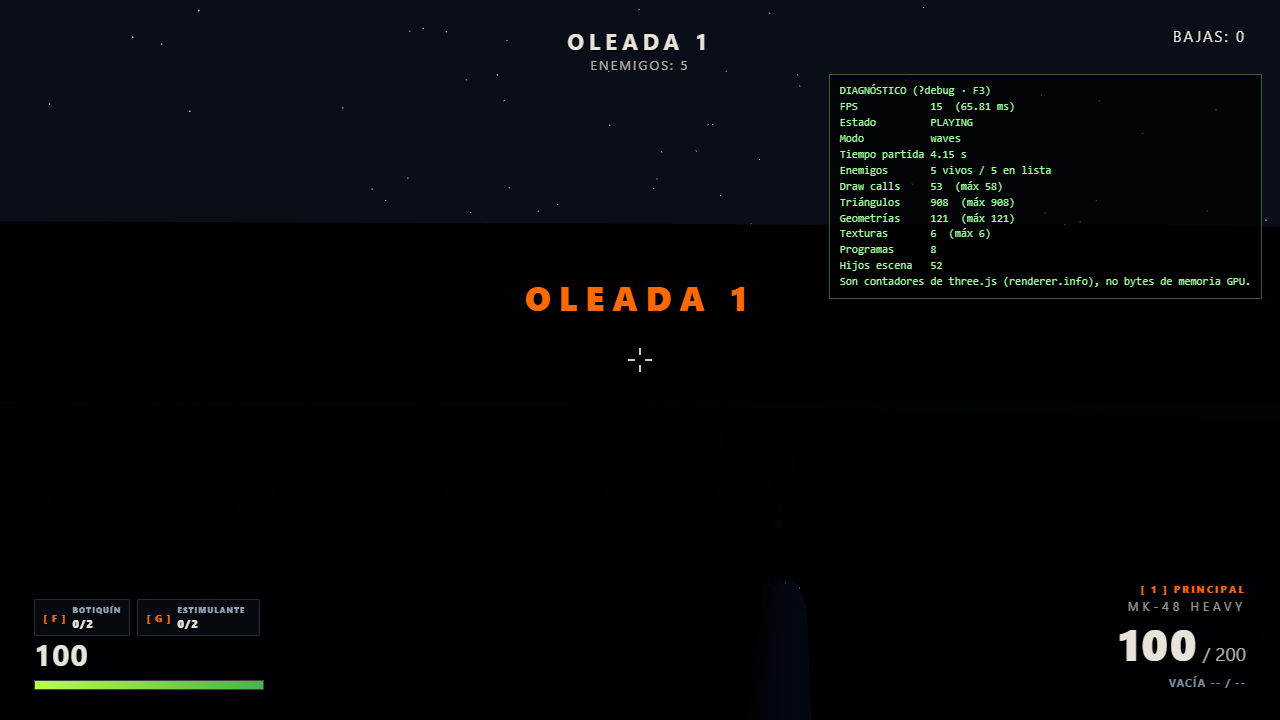 OLEADA 1
ENEMIGOS: 5
BAJAS: 0
DIAGNÓSTICO (?debug · F3)
FPS 15 (65.81 ms)
Estado PLAYING
Modo waves
Tiempo partida 4.15 s
Enemigos 5 vivos / 5 en lista
Draw calls 53 (máx 58)
Triángulos 908 (máx 908)
Geometrías 121 (máx 121)
Texturas 6 (máx 6)
Programas 8
Hijos escena 52
Son contadores de three.js (renderer.info), no bytes de memoria GPU.
OLEADA 1
[ F ] BOTIQUÍN 0/2
[ G ] ESTIMULANTE 0/2
100
[ 1 ] PRINCIPAL
MK-48 HEAVY
100 / 200
VACÍA -- / --